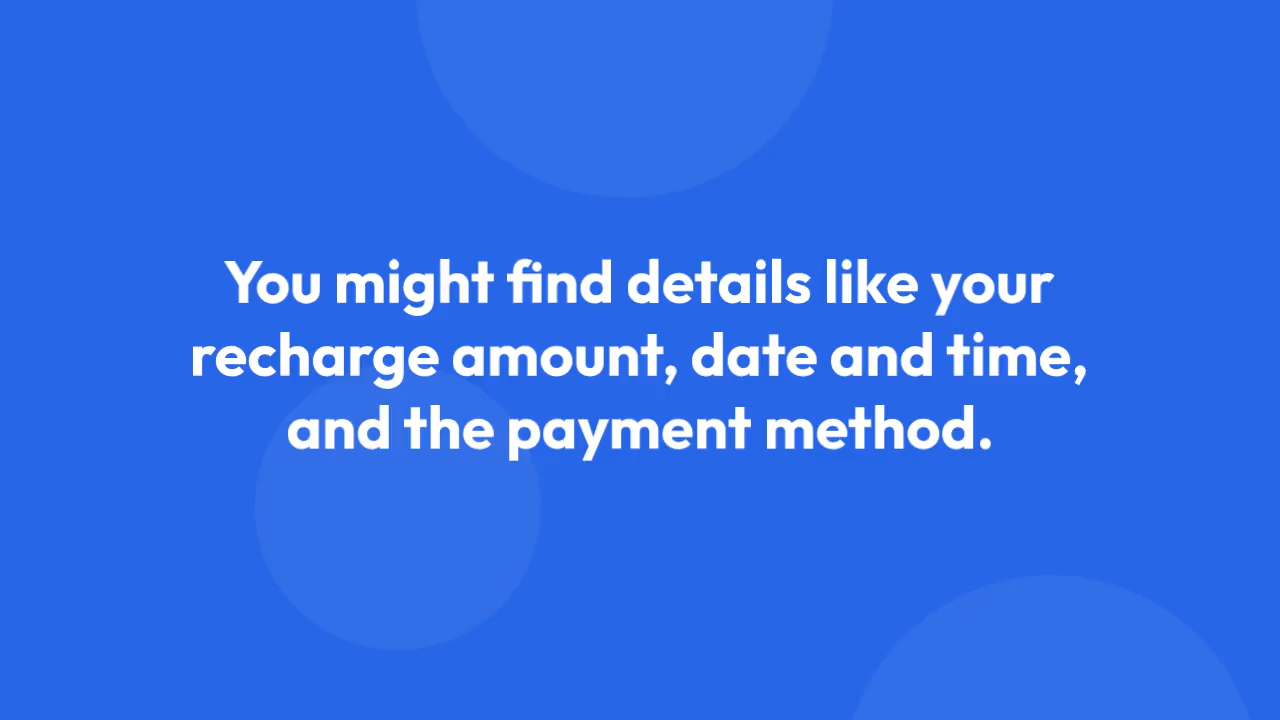 You might find details like your
recharge amount, date and time,
and the payment method.